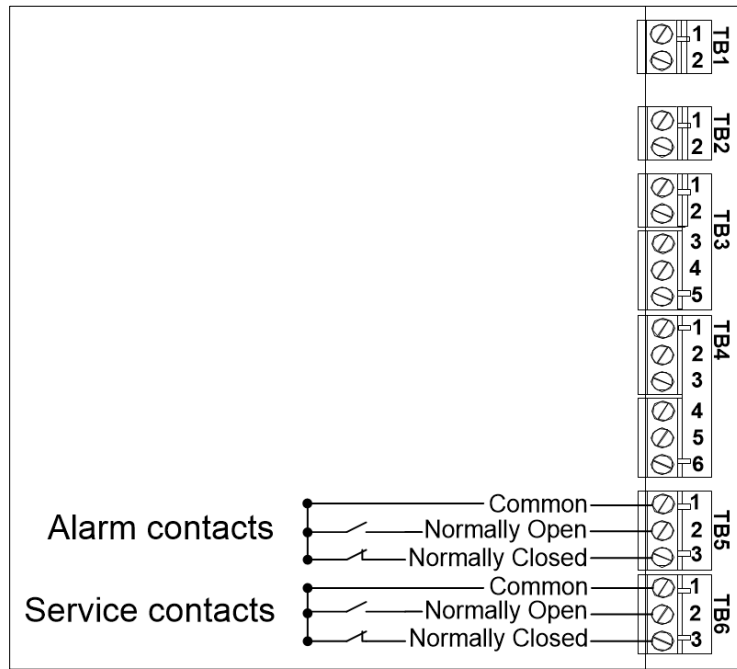 1
2
TB1
1
2
TB2
1
2
3
4
5
TB3
1
2
3
4
5
6
TB4
Alarm contacts
Common
Normally Open
Normally Closed
1
2
3
TB5
Service contacts
Common
Normally Open
Normally Closed
1
2
3
TB6